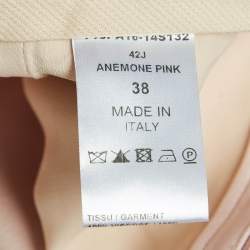 42J
ANEMONE PINK
38
MADE IN
ITALY
TISSU / GARMENT